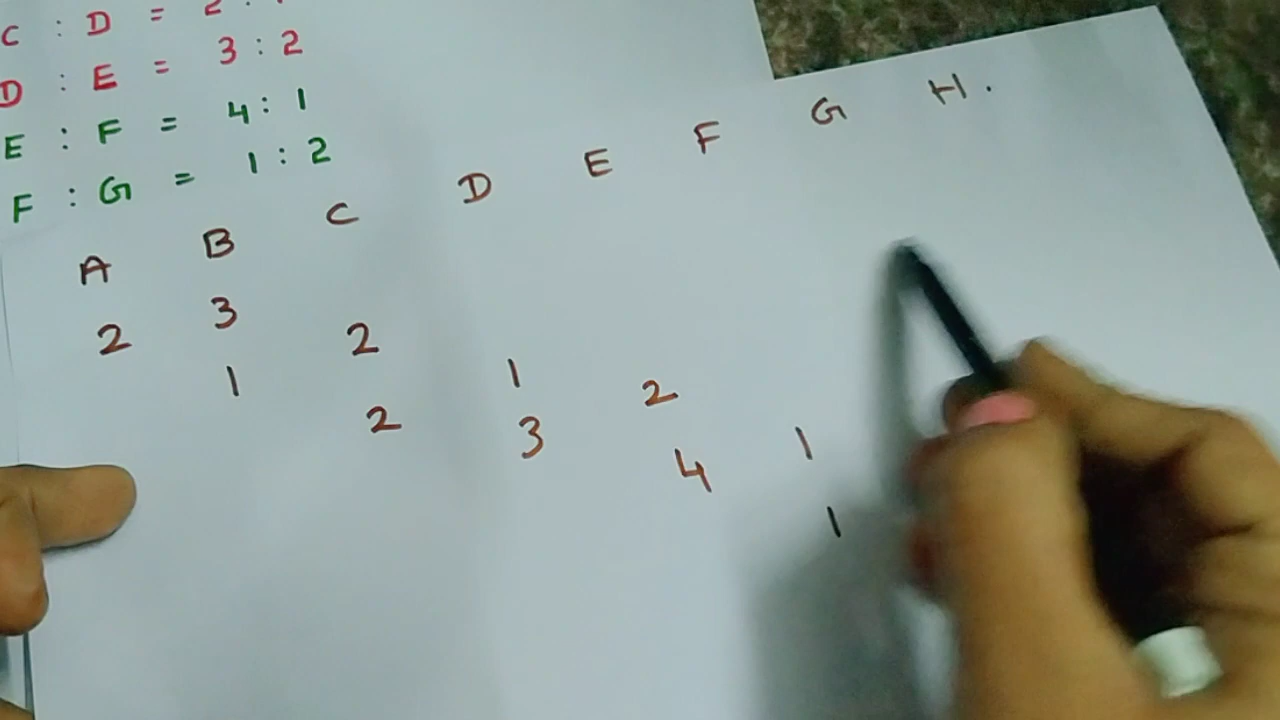 C : D = 2 :
D : E = 3 : 2
E : F = 4 : 1
F : G = 1 : 2
A B C D E F G H.
2 3
1 2
2 1
3 2
4 1
1